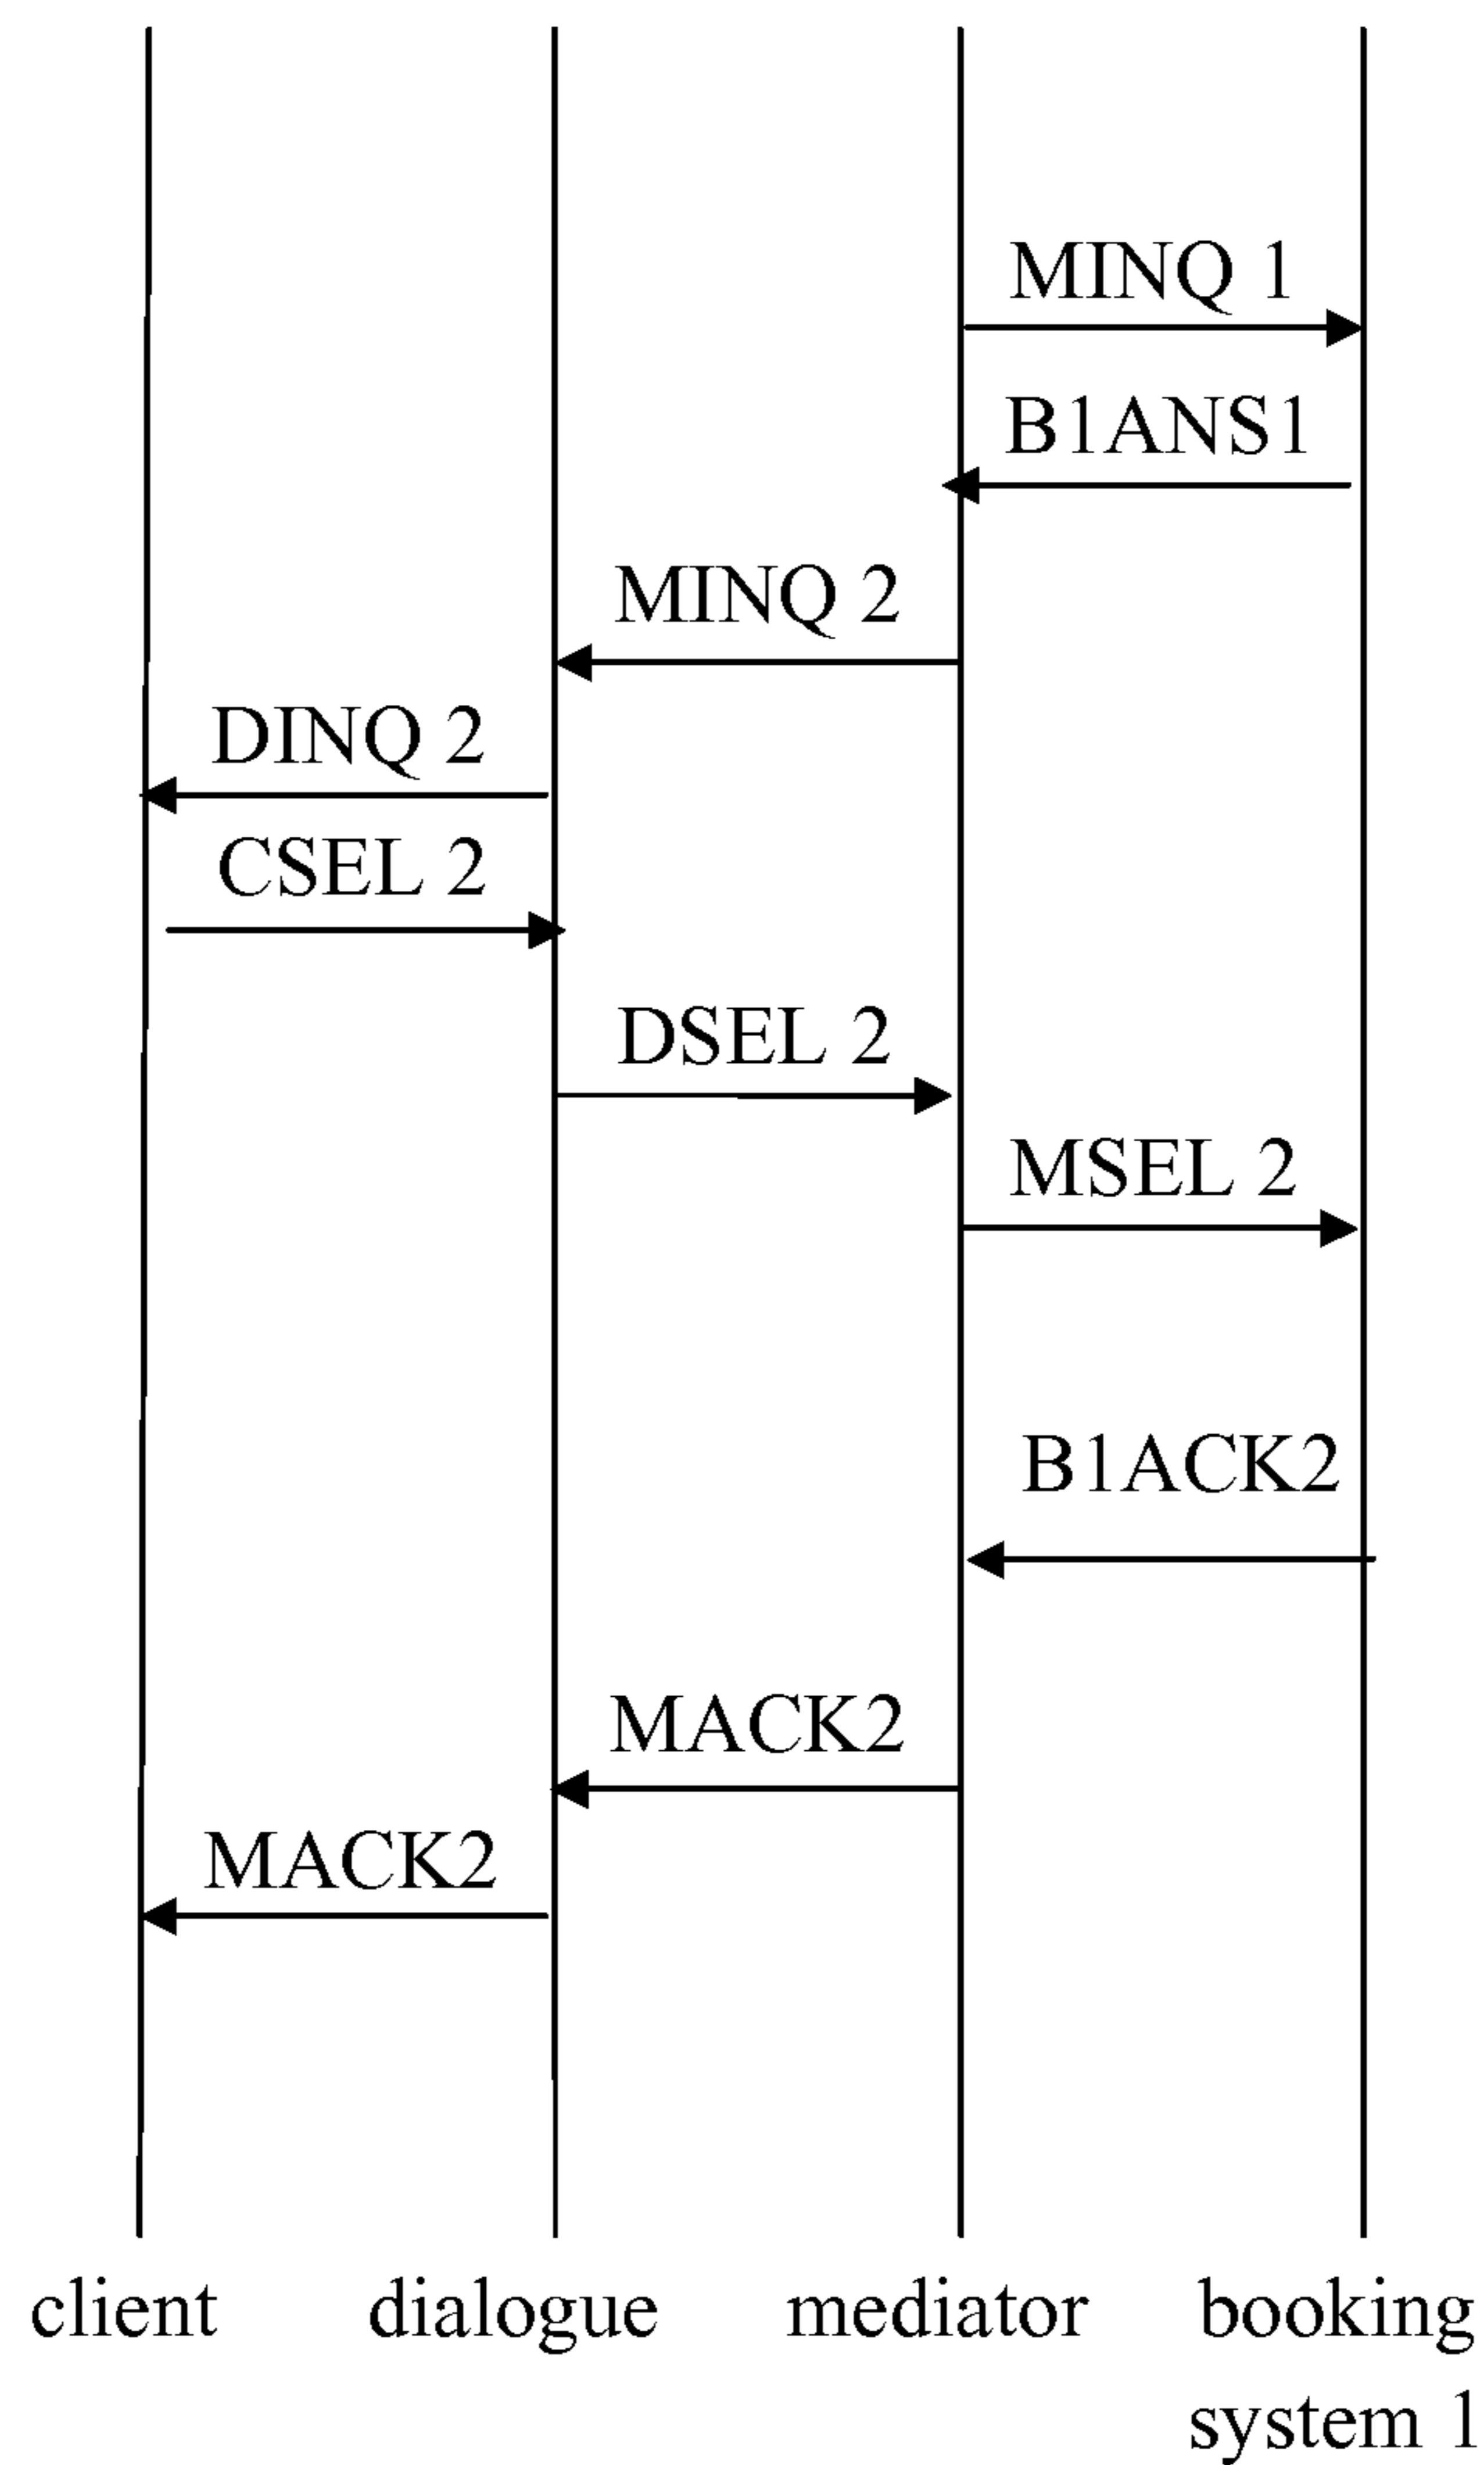 MINQ 1
B1ANS1
MINQ 2
DINQ 2
CSEL 2
DSEL 2
MSEL 2
B1ACK2
MACK2
MACK2
client
dialogue
mediator
booking
system 1